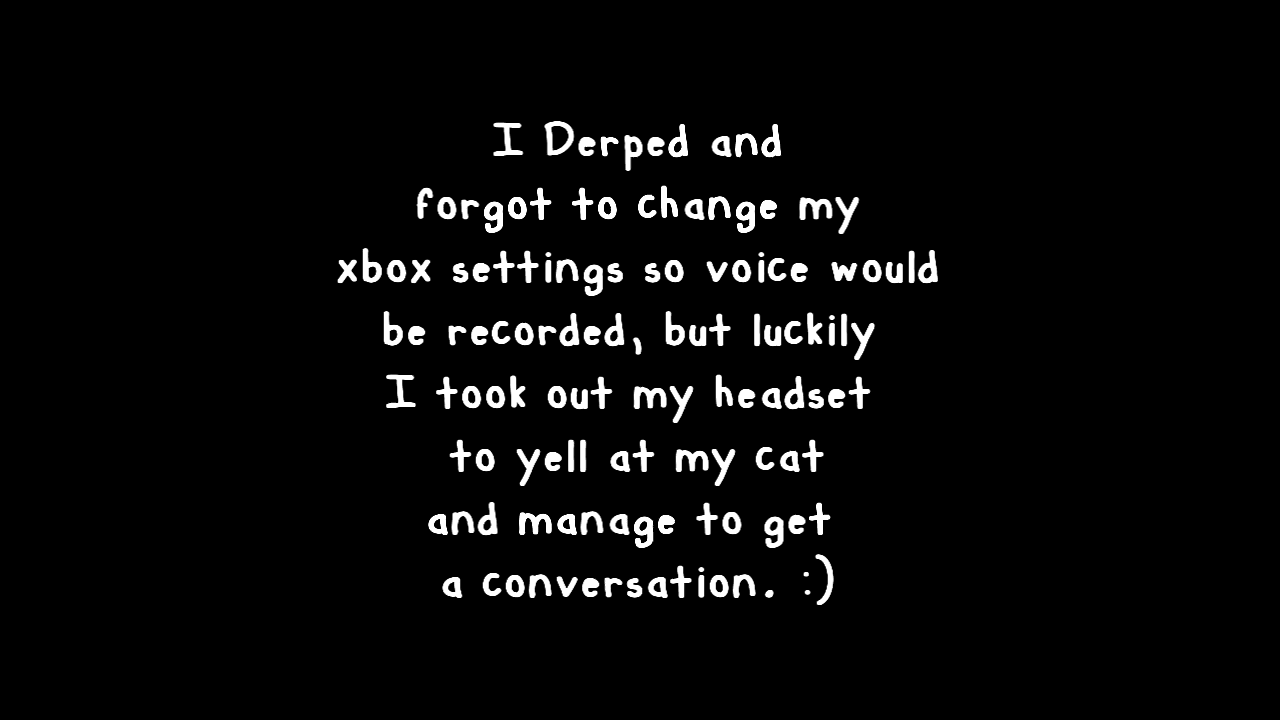 I Derped and
forgot to change my
xbox settings so voice would
be recorded, but luckily
I took out my headset
to yell at my cat
and manage to get
a conversation. :)